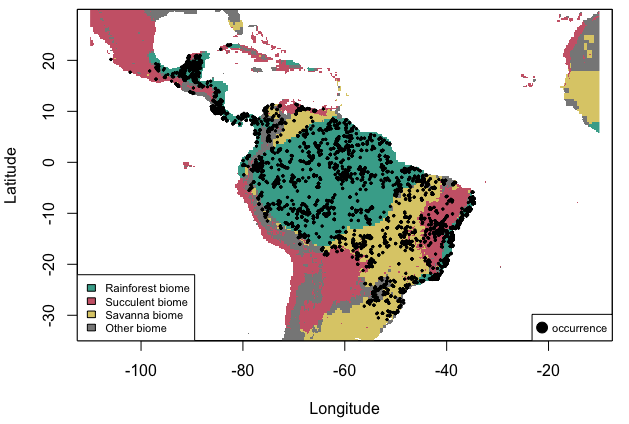 20
10
0
-10
-20
-30
Latitude
Rainforest biome
Succulent biome
Savanna biome
Other biome
occurrence
-100 -80 -60 -40 -20
Longitude